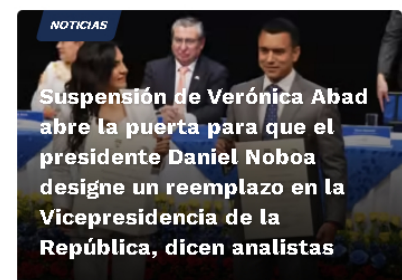 NOTICIAS
Suspensión de Verónica Abad
abre la puerta para que el
presidente Daniel Noboa
designe un reemplazo en la
Vicepresidencia de la
República, dicen analistas